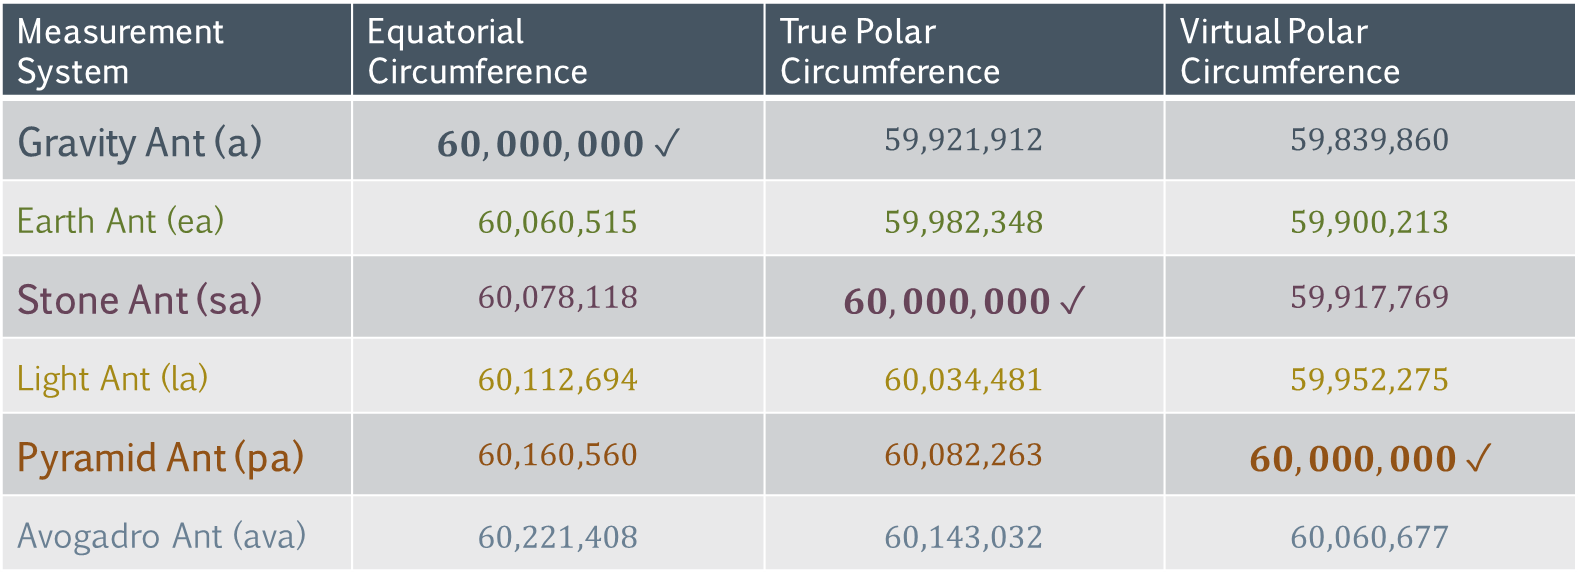 Measurement System Equatorial Circumference True Polar Circumference Virtual Polar Circumference
Gravity Ant (a) 60,000,000 ✓ 59,921,912 59,839,860
Earth Ant (ea) 60,060,515 59,982,348 59,900,213
Stone Ant (sa) 60,078,118 60,000,000 ✓ 59,917,769
Light Ant (la) 60,112,694 60,034,481 59,952,275
Pyramid Ant (pa) 60,160,560 60,082,263 60,000,000 ✓
Avogadro Ant (ava) 60,221,408 60,143,032 60,060,677